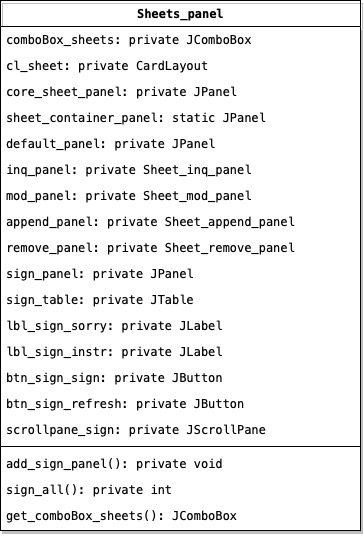 Sheets_panel
comboBox_sheets: private JComboBox
cl_sheet: private CardLayout
core_sheet_panel: private JPanel
sheet_container_panel: static JPanel
default_panel: private JPanel
inq_panel: private Sheet_inq_panel
mod_panel: private Sheet_mod_panel
append_panel: private Sheet_append_panel
remove_panel: private Sheet_remove_panel
sign_panel: private JPanel
sign_table: private JTable
lbl_sign_sorry: private JLabel
lbl_sign_instr: private JLabel
btn_sign_sign: private JButton
btn_sign_refresh: private JButton
scrollpane_sign: private JScrollPane
add_sign_panel(): private void
sign_all(): private int
get_comboBox_sheets(): JComboBox